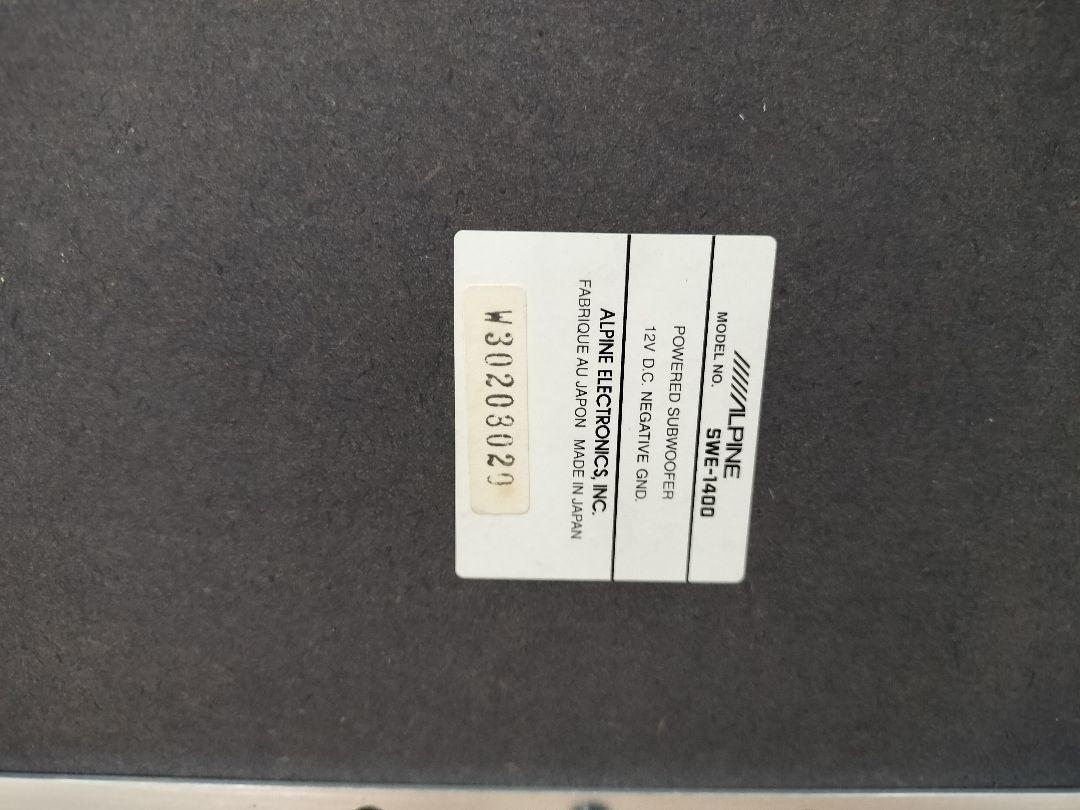 ALPINE
MODEL NO. SWE-1400
POWERED SUBWOOFER
12V D.C. NEGATIVE GND.
ALPINE ELECTRONICS, INC.
FABRIQUE AU JAPON MADE IN JAPAN
W30203029